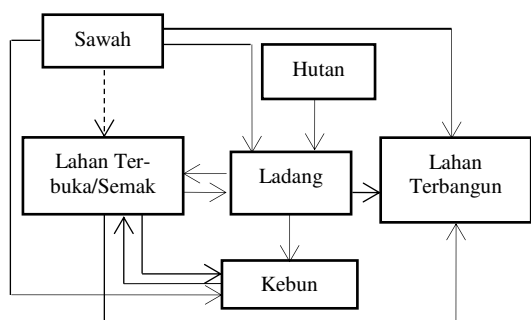 Sawah
Hutan
Lahan Ter-
buka/Semak
Ladang
Lahan
Terbangun
Kebun